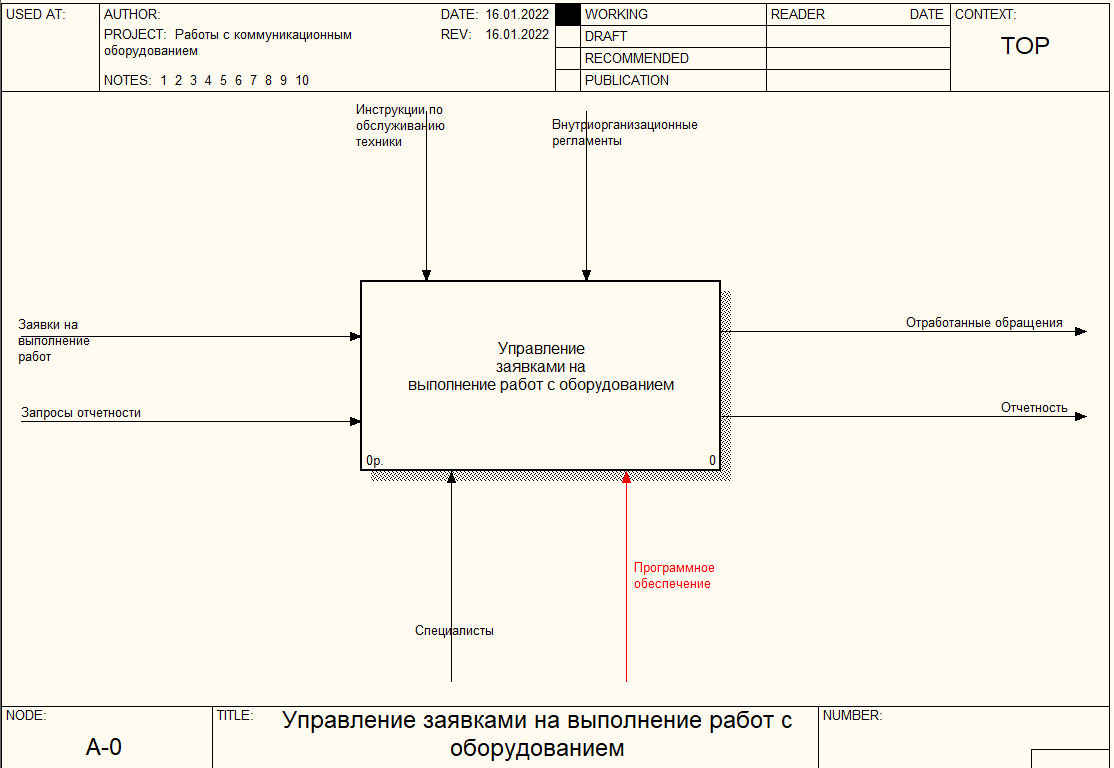 USED AT:
AUTHOR:
DATE: 16.01.2022
PROJECT: Работы с коммуникационным
оборудованием
REV: 16.01.2022
NOTES: 1 2 3 4 5 6 7 8 9 10
WORKING
DRAFT
RECOMMENDED
PUBLICATION
READER
DATE
CONTEXT:
TOP
Инструкции по
обслуживанию
техники
Внутриорганизационные
регламенты
Заявки на
выполнение
работ
Запросы отчетности
Управление
заявками на
выполнение работ с оборудованием
0р.
0
Отработанные обращения
Отчетность
Программное
обеспечение
Специалисты
NODE:
A-0
TITLE:
Управление заявками на выполнение работ с
оборудованием
NUMBER: